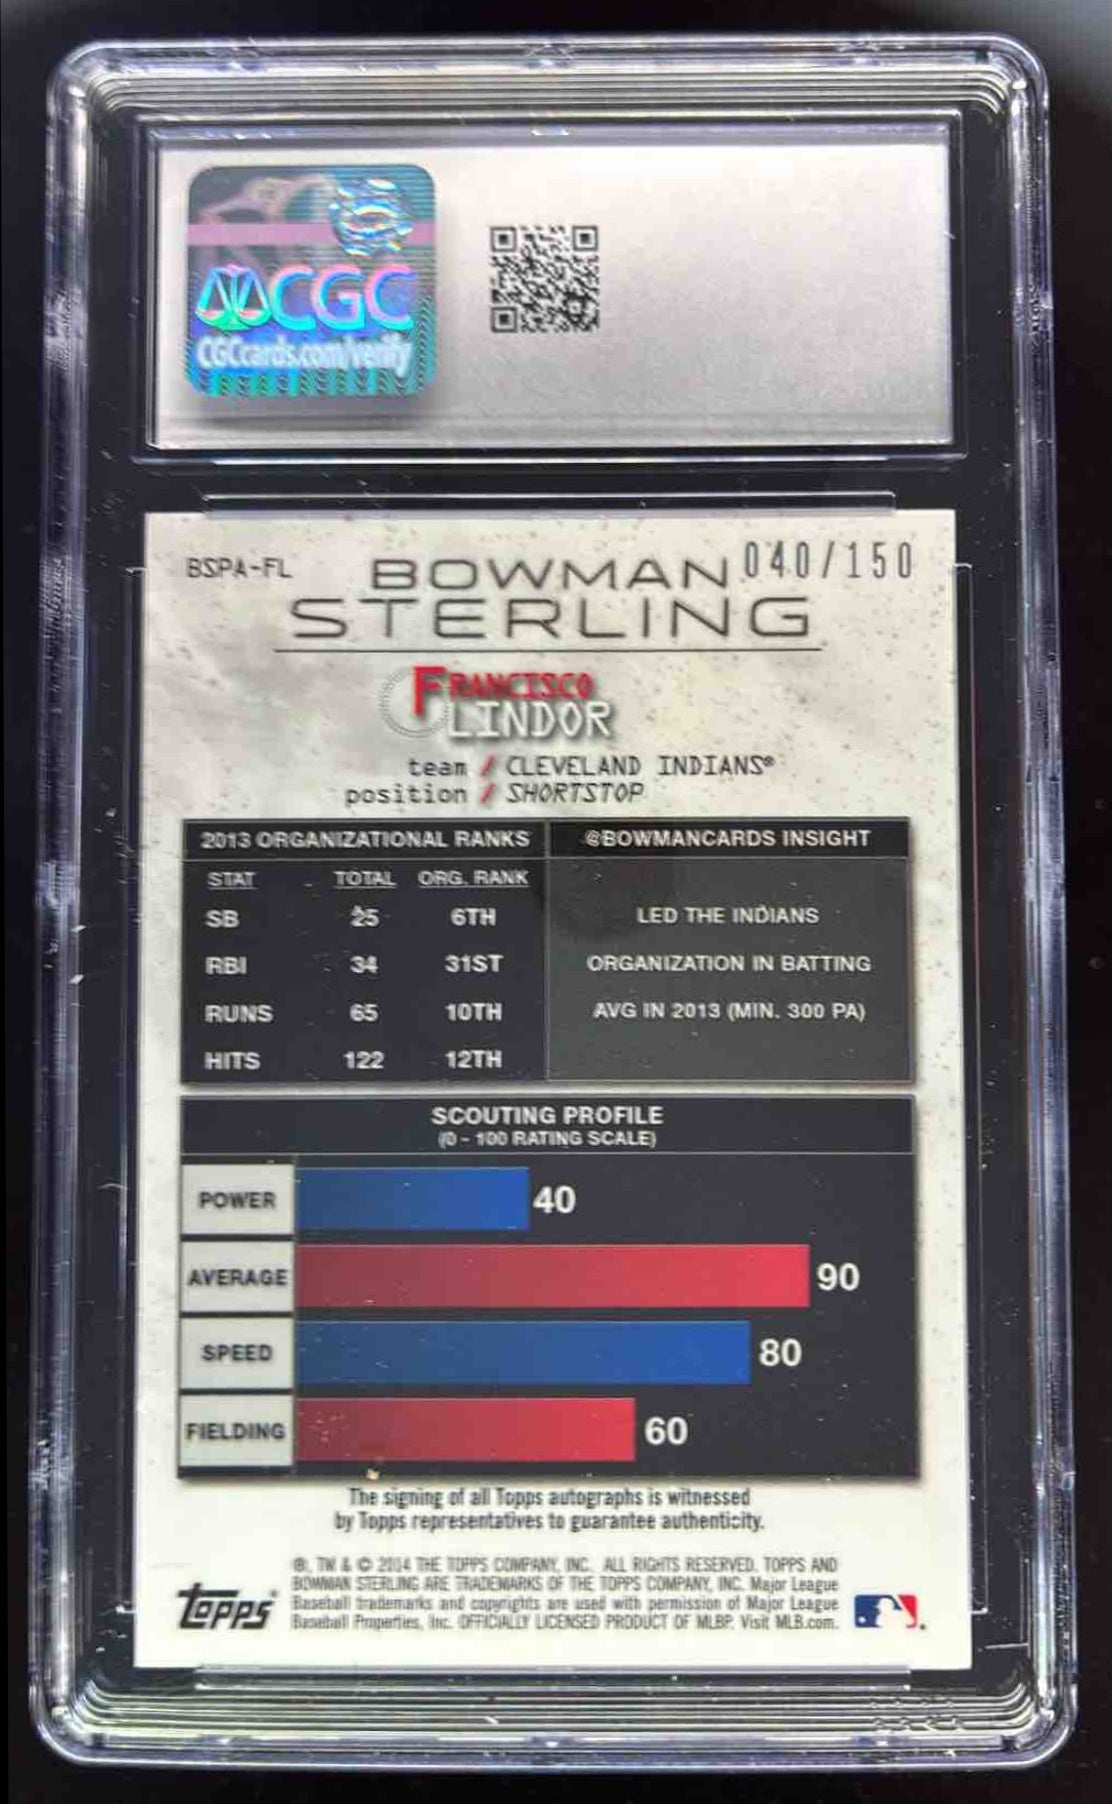 CGC
CGCcards.com/verify
BSPA-FL
040/150
BOWMAN
STERLING
FRANCISCO
LINDOR
team / CLEVELAND INDIANS®
position / SHORTSTOP
2013 ORGANIZATIONAL RANKS
STAT TOTAL ORG. RANK
SB 25 6TH
RBI 34 31ST
RUNS 65 10TH
HITS 122 12TH
@BOWMANCARDS INSIGHT
LED THE INDIANS
ORGANIZATION IN BATTING
AVG IN 2013 (MIN. 300 PA)
SCOUTING PROFILE
(0 - 100 RATING SCALE)
POWER 40
AVERAGE 90
SPEED 80
FIELDING 60
The signing of all Topps autographs is witnessed
by Topps representatives to guarantee authenticity.
®, TM & © 2014 THE TOPPS COMPANY, INC. ALL RIGHTS RESERVED. TOPPS AND
BOWMAN STERLING ARE TRADEMARKS OF THE TOPPS COMPANY, INC. Major League
Baseball trademarks and copyrights are used with permission of Major League
Baseball Properties, Inc. OFFICIALLY LICENSED PRODUCT OF MLBP. Visit MLB.com.
topps®